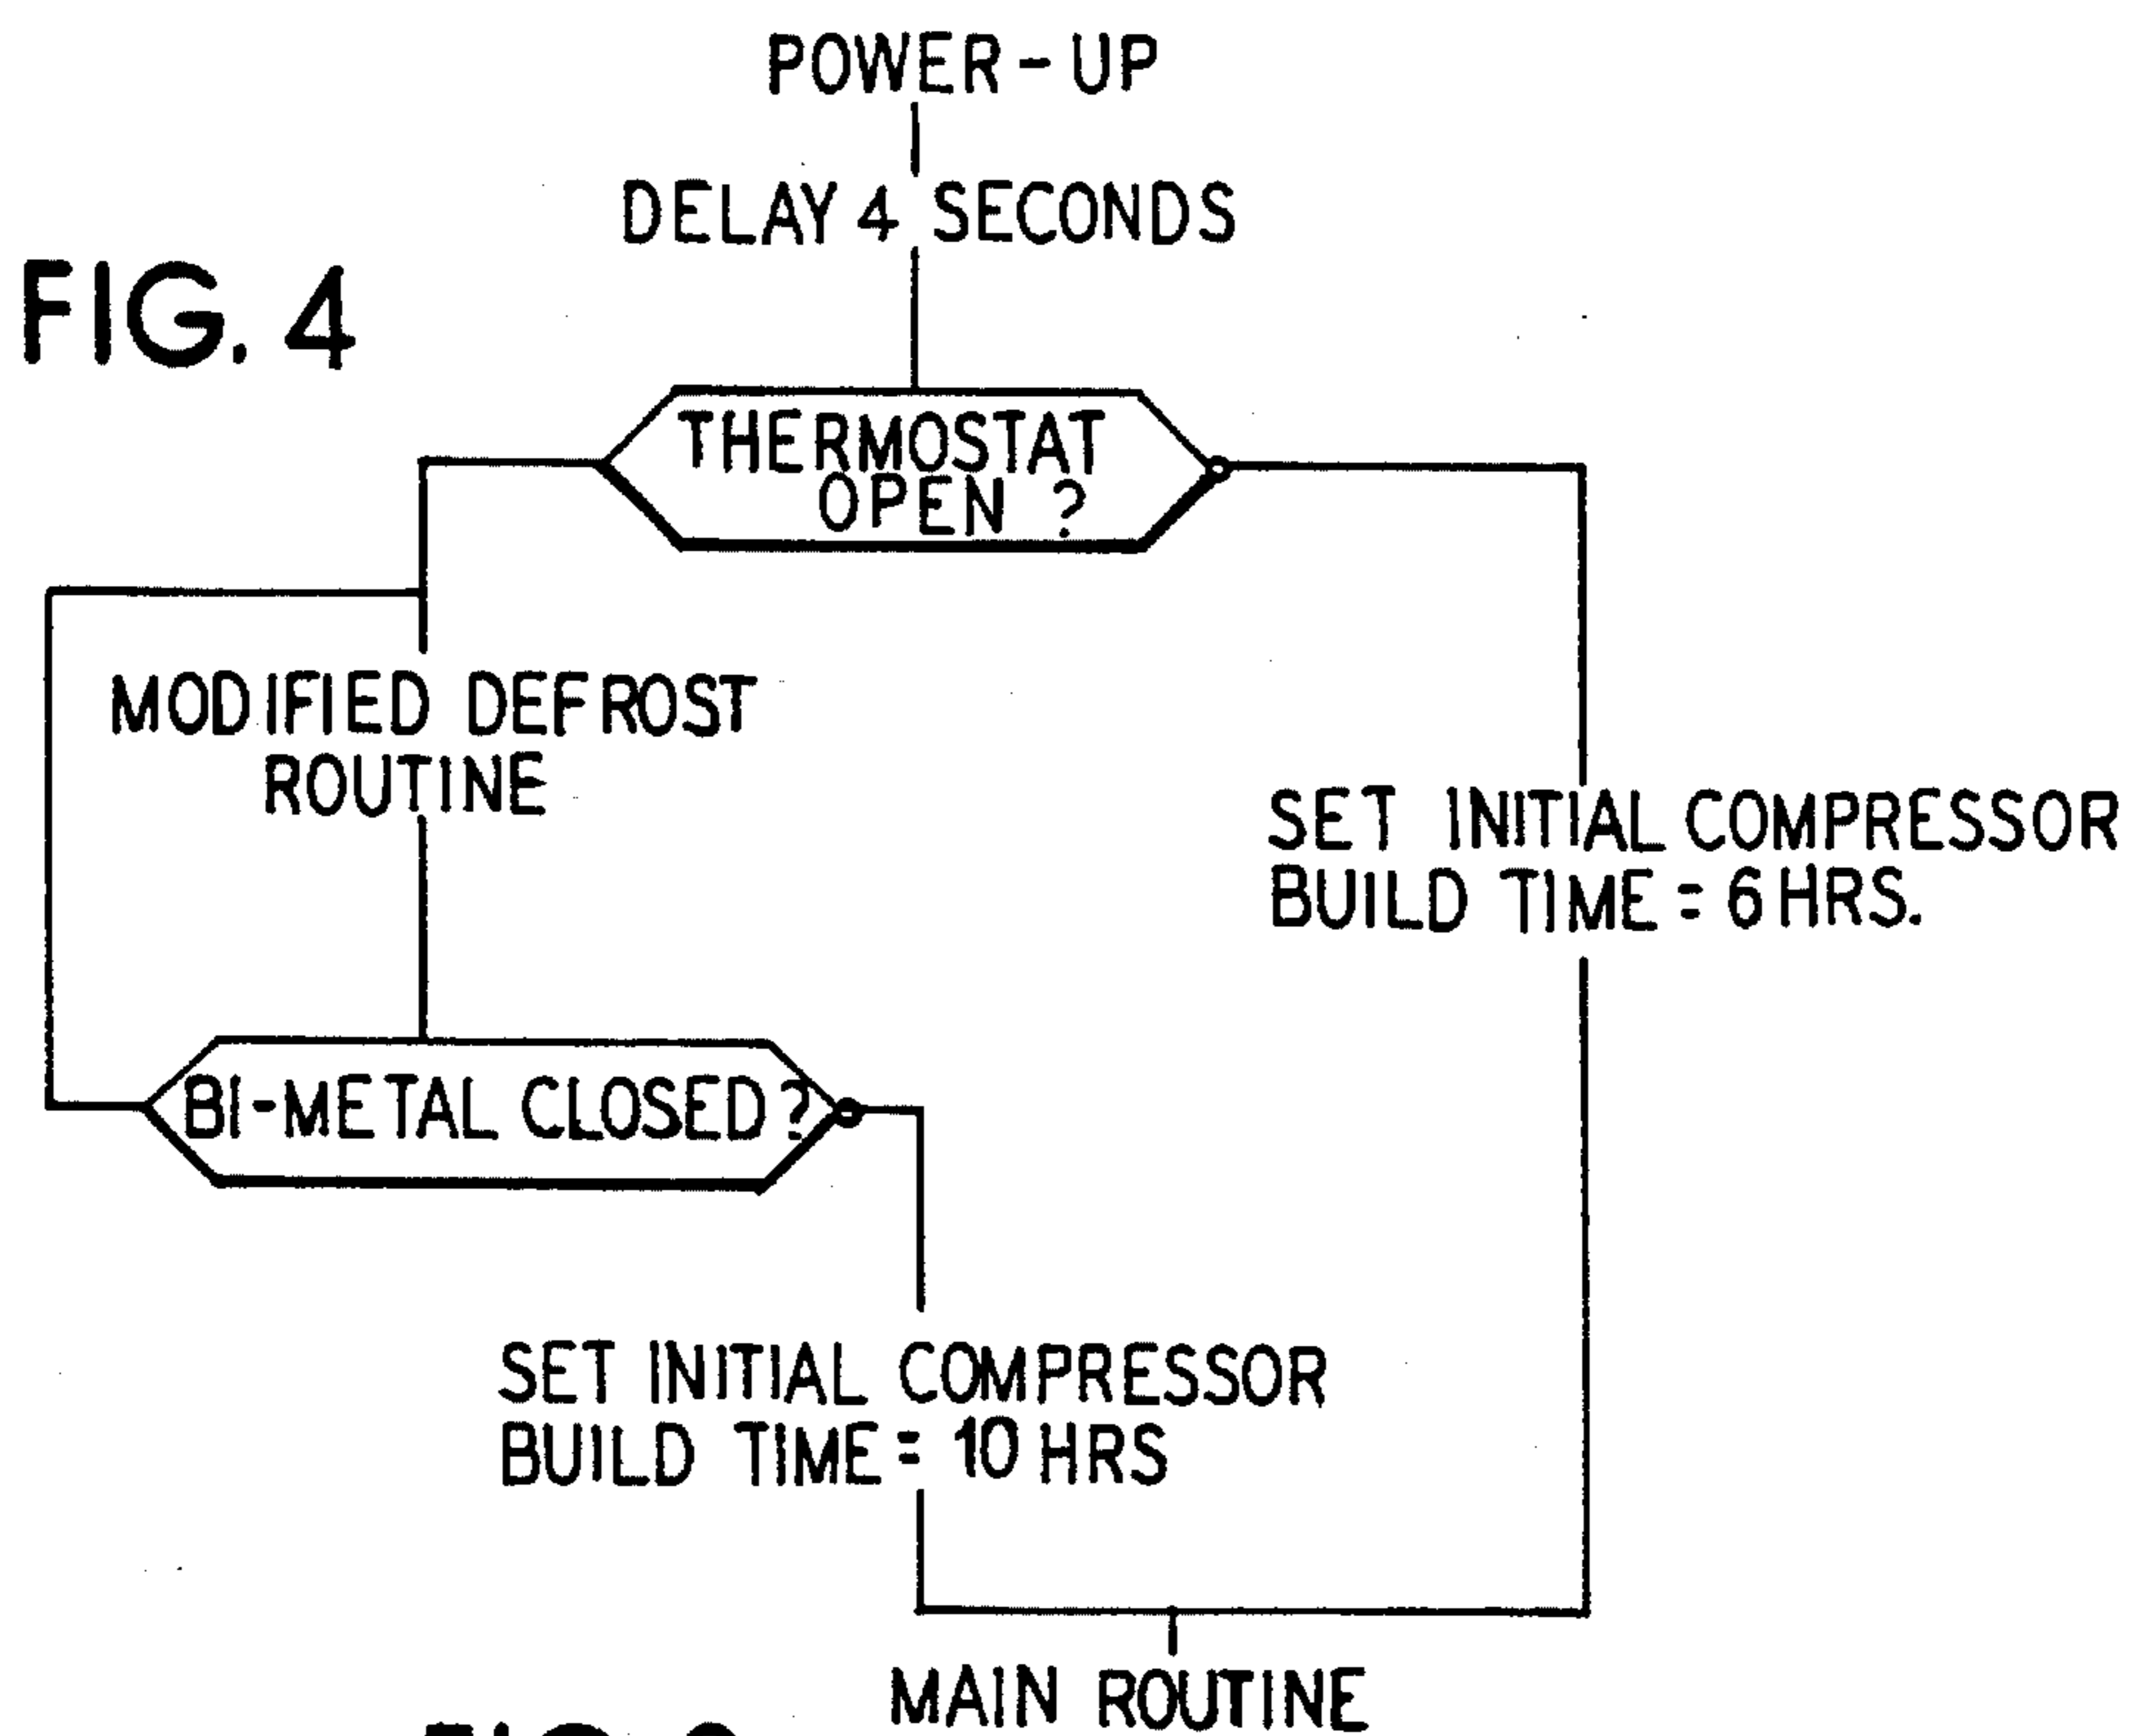 POWER-UP
DELAY 4 SECONDS
FIG. 4
THERMOSTAT
OPEN ?
MODIFIED DEFROST
ROUTINE
SET INITIAL COMPRESSOR
BUILD TIME = 6 HRS.
BI-METAL CLOSED ?
SET INITIAL COMPRESSOR
BUILD TIME = 10 HRS
MAIN ROUTINE